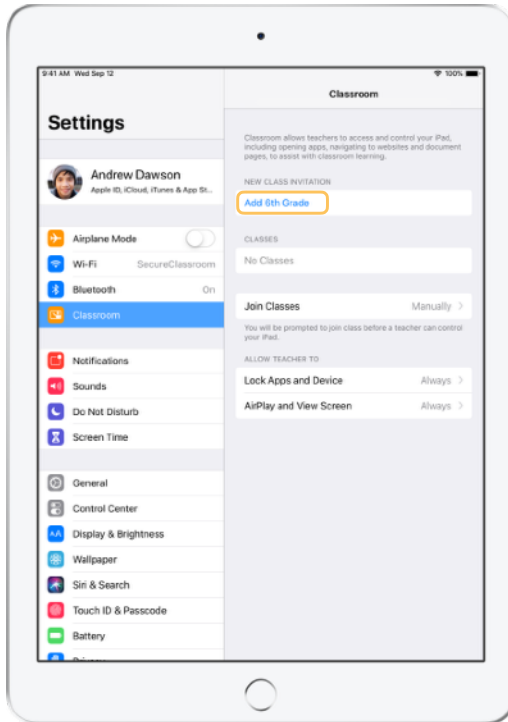 9:41 AM Wed Sep 12
100%
Settings
Andrew Dawson
Apple ID, iCloud, iTunes & App St...
Airplane Mode
Wi-Fi SecureClassroom
Bluetooth On
Classroom
Notifications
Sounds
Do Not Disturb
Screen Time
General
Control Center
AA Display & Brightness
Wallpaper
Siri & Search
Touch ID & Passcode
Battery
Classroom
Classroom allows teachers to access and control your iPad,
including opening apps, navigating to websites and document
pages, to assist with classroom learning.
NEW CLASS INVITATION
Add 6th Grade
CLASSES
No Classes
Join Classes Manually
You will be prompted to join class before a teacher can control
your iPad.
ALLOW TEACHER TO
Lock Apps and Device Always
AirPlay and View Screen Always